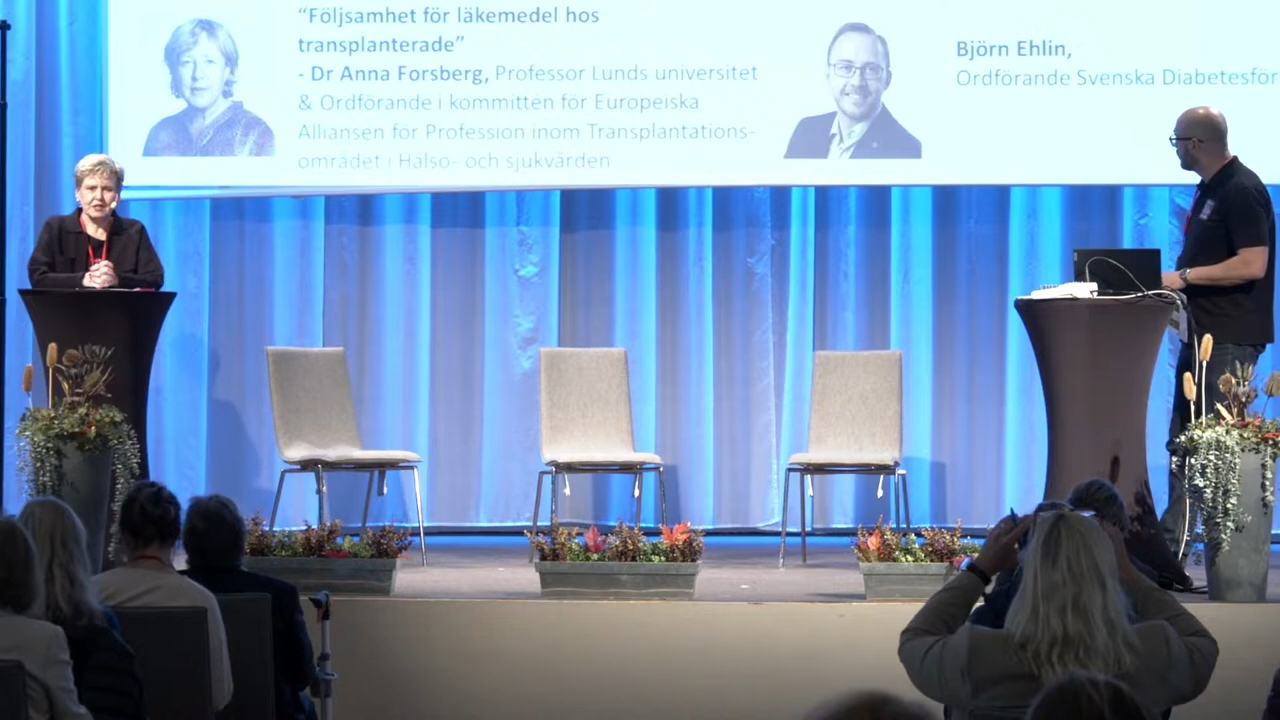 “Följsamhet för läkemedel hos
transplanterade”
- Dr Anna Forsberg, Professor Lunds universitet
& Ordförande i kommittén för Europeiska
Alliansen för Profession inom Transplantations-
området i Hälso- och sjukvården
Björn Ehlin,
Ordförande Svenska Diabetesför